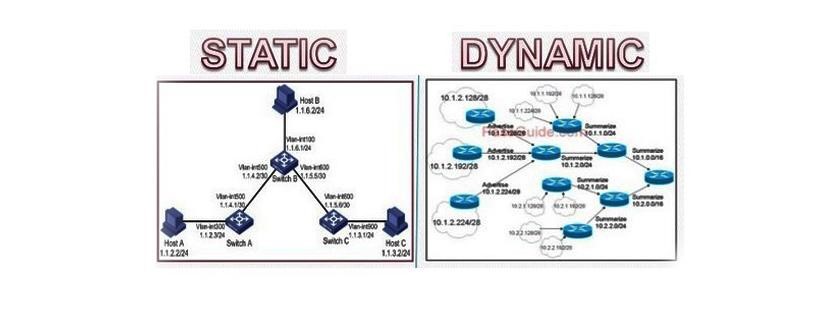 STATIC
DYNAMIC
Host B
1.1.6.2/24
Vlan-int100
1.1.6.1/24
Vlan-int500
1.1.4.2/30
Vlan-int600
1.1.5.5/30
Switch B
Vlan-int500
1.1.4.1/30
Vlan-int600
1.1.5.6/30
Vlan-int300
1.1.2.3/24
Vlan-int900
1.1.3.1/24
Host A
1.1.2.2/24
Switch A
Switch C
Host C
1.1.3.2/24
10.1.2.128/28
10.1.1.192/28
10.1.1.128/28
10.1.1.224/28
Advertise
10.1.2.128/28
Summarize
10.1.1.0/24
10.1.2.192/28
Advertise
10.1.2.192/28
Summarize
10.1.2.0/24
Summarize
10.1.0.0/16
Advertise
10.1.2.224/28
10.1.2.224/28
Summarize
10.2.1.0/24
10.2.1.128/28
10.2.1.192/28
Summarize
10.2.0.0/16
Summarize
10.2.2.0/24
10.2.2.128/28
10.2.2.192/28